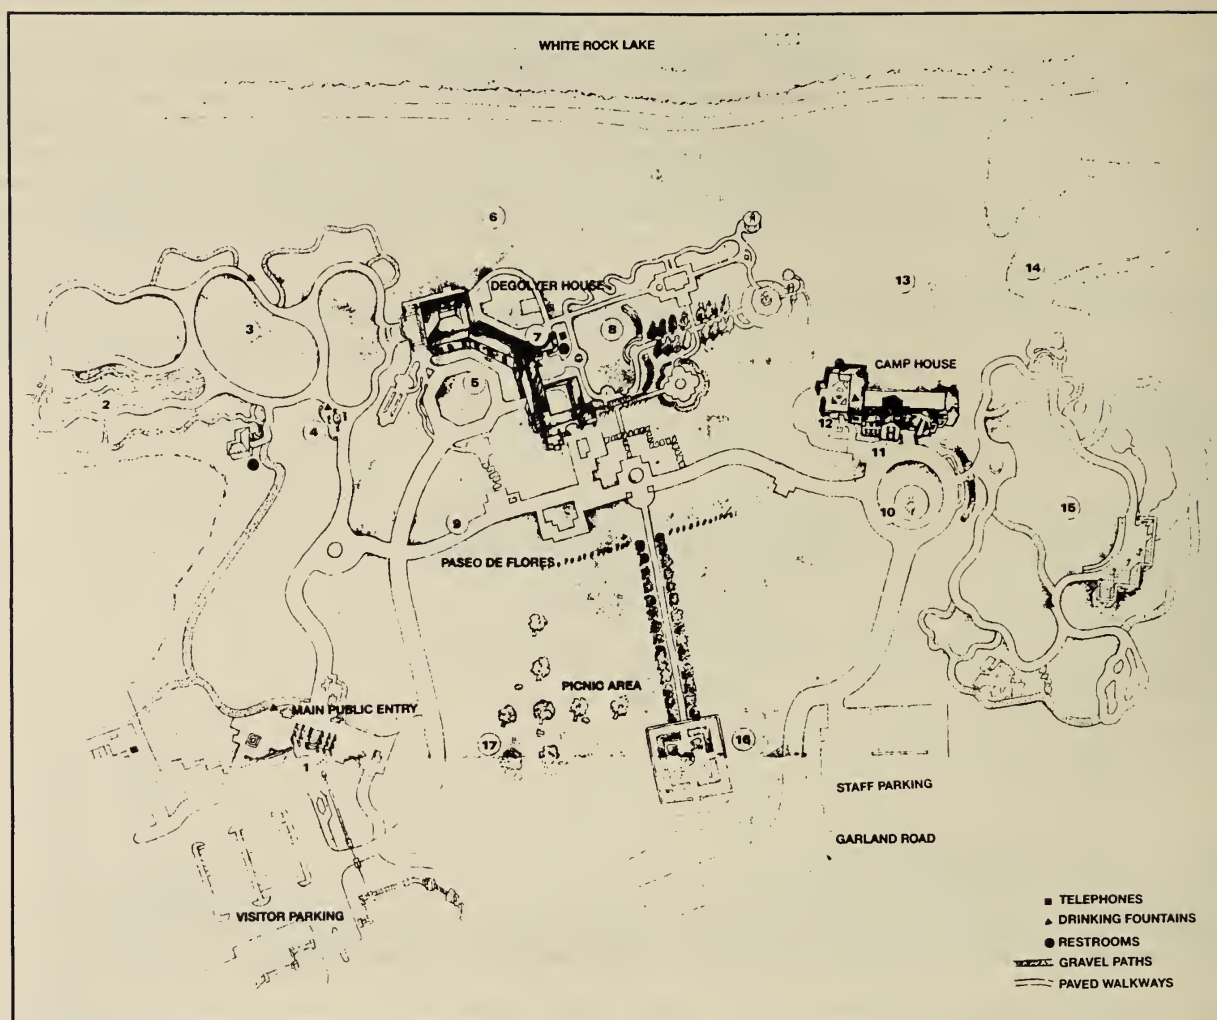 WHITE ROCK LAKE
6
DEGOLYER HOUSE
13
14
3
7
8
5
CAMP HOUSE
2
4
12
11
10
15
9
PASEO DE FLORES
PICNIC AREA
MAIN PUBLIC ENTRY
17
16
1
STAFF PARKING
GARLAND ROAD
VISITOR PARKING
TELEPHONES
DRINKING FOUNTAINS
RESTROOMS
GRAVEL PATHS
PAVED WALKWAYS